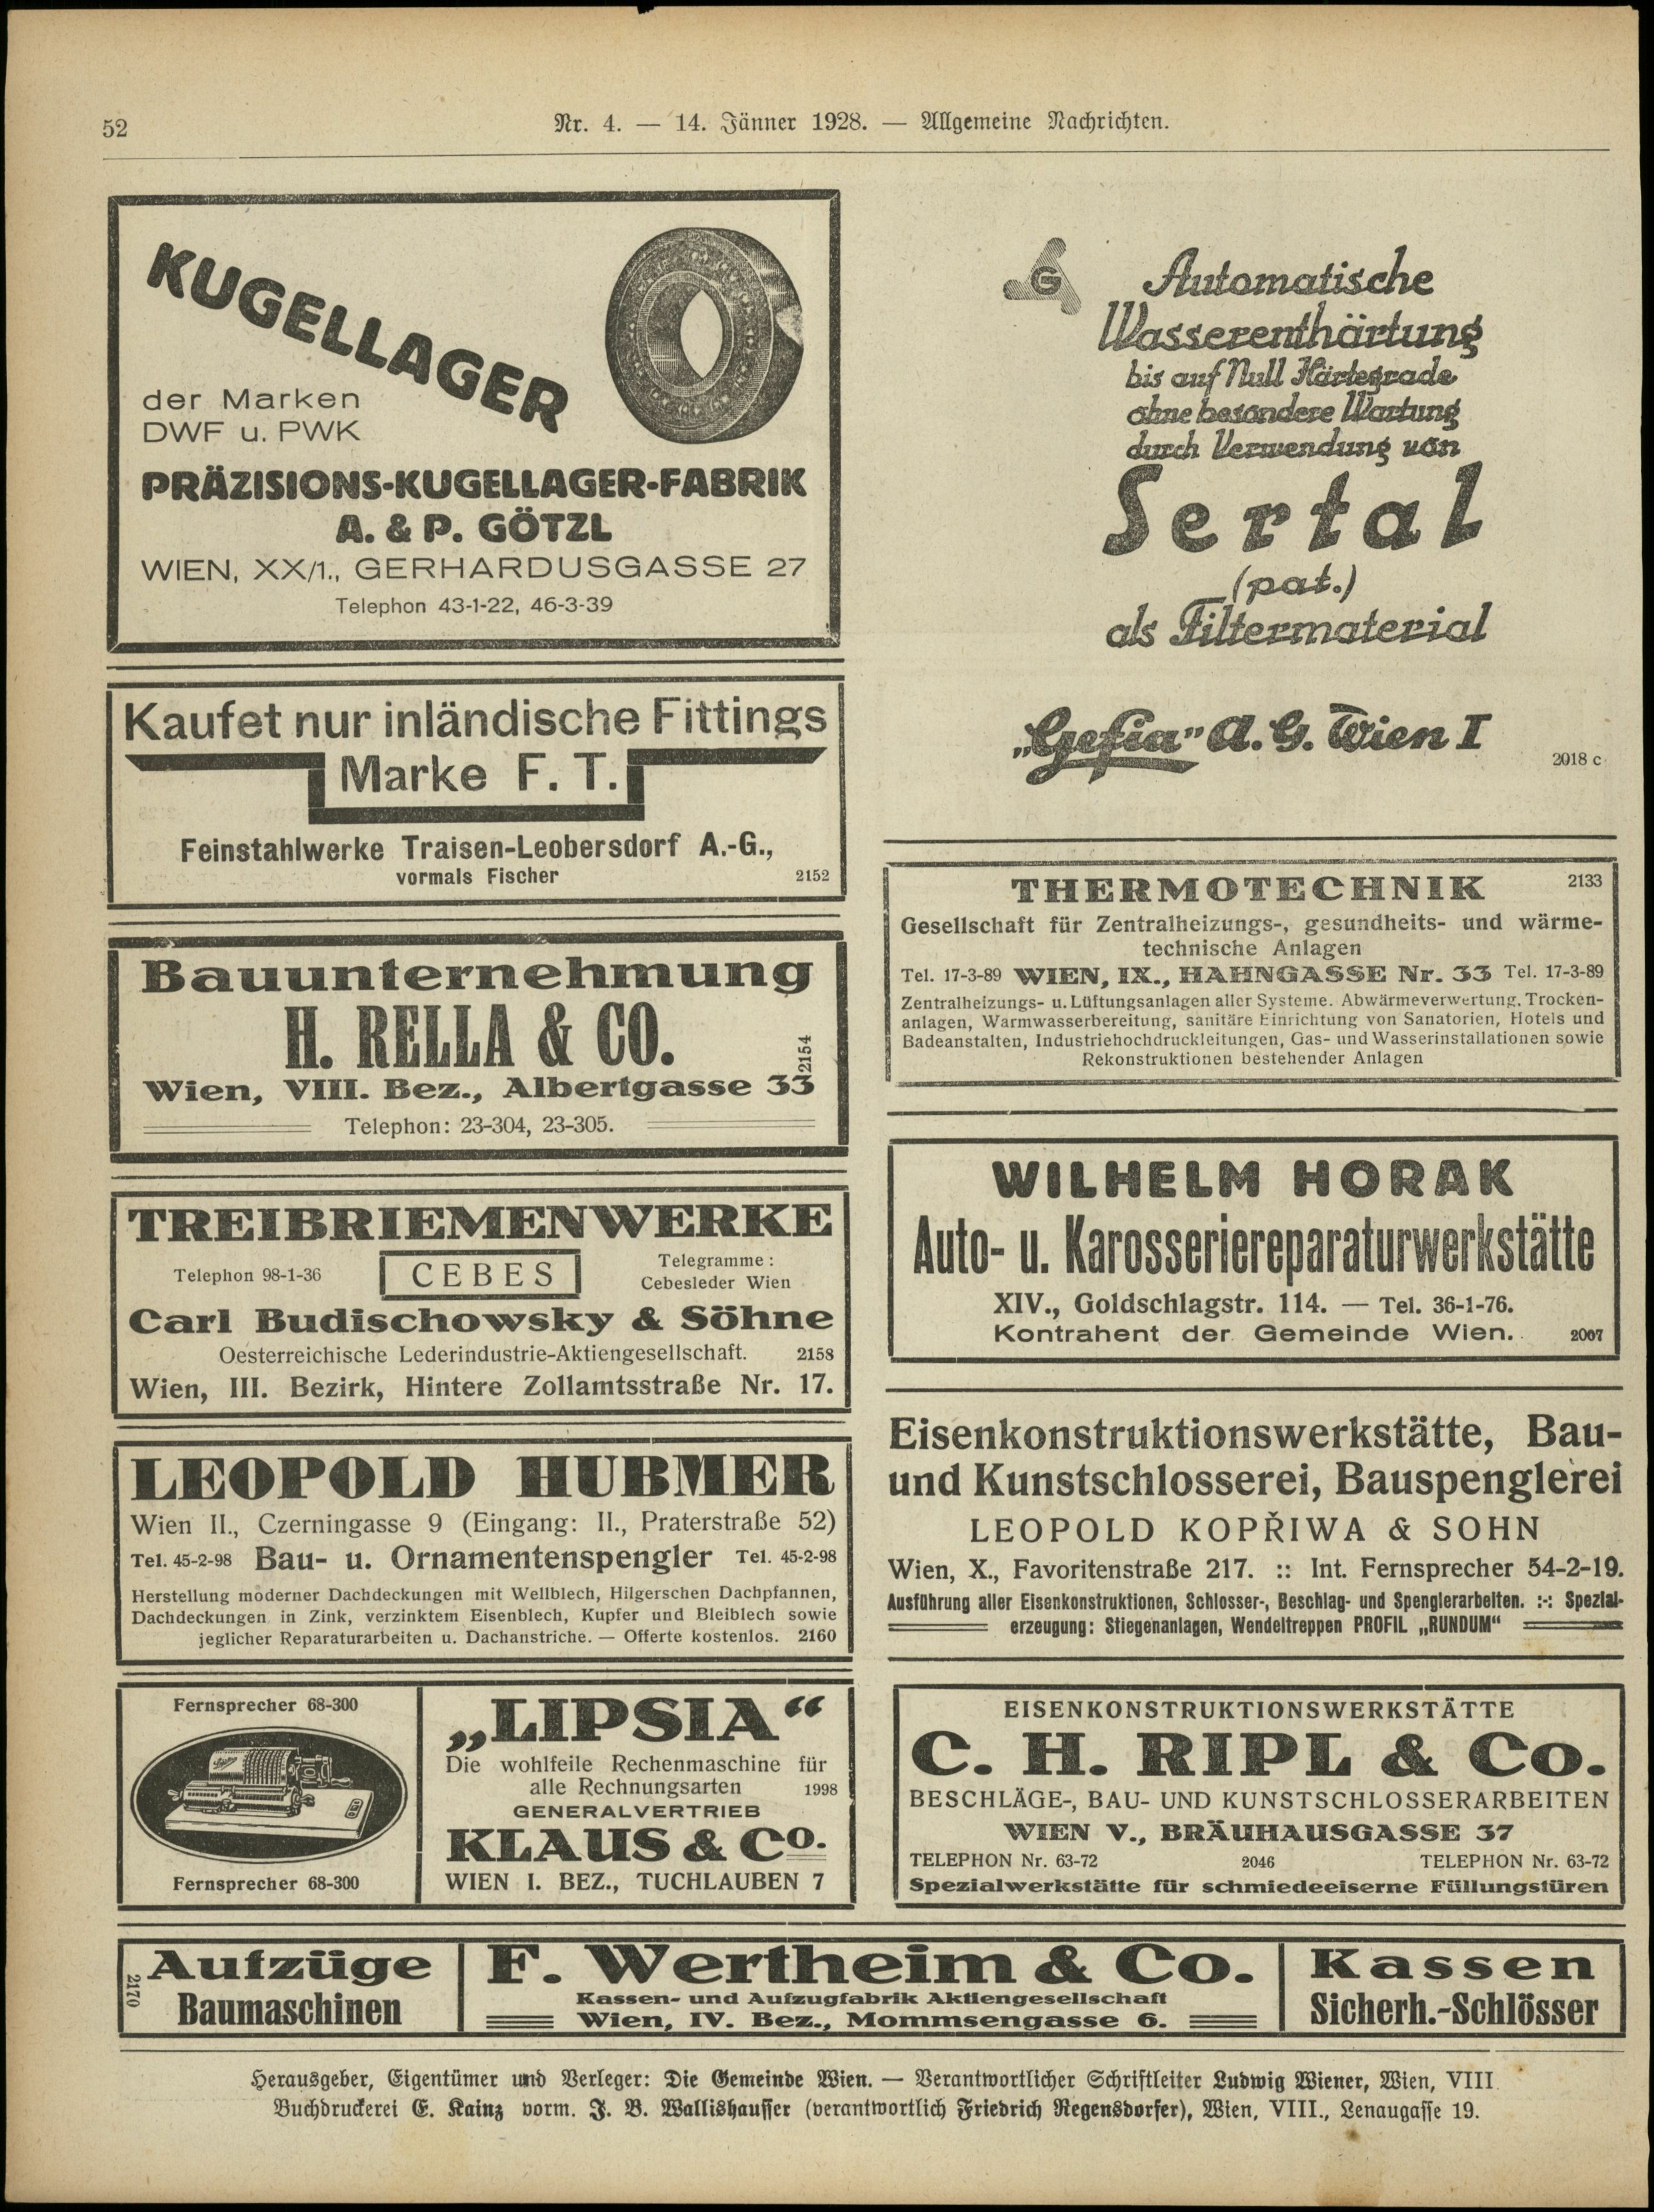 52
Nr. 4. — 14. Jänner 1928. — Allgemeine Nachrichten.
KUGELLAGER
der Marken
DWF u. PWK
PRÄZISIONS-KUGELLAGER-FABRIK
A. & P. GÖTZL
WIEN, XX/1., GERHARDUSGASSE 27
Telephon 43-1-22, 46-3-39
Kaufet nur inländische Fittings
Marke F. T.
Feinstahlwerke Traisen-Leobersdorf A.-G.,
vormals Fischer 2152
Bauunternehmung
H. RELLA & CO.
2154
Wien, VIII. Bez., Albertgasse 33
Telephon: 23-304, 23-305.
TREIBRIEMENWERKE
Telephon 98-1-36
CEBES
Telegramme:
Cebesleder Wien
Carl Budischowsky & Söhne
Oesterreichische Lederindustrie-Aktiengesellschaft. 2158
Wien, III. Bezirk, Hintere Zollamtsstraße Nr. 17.
LEOPOLD HUBMER
Wien II., Czerningasse 9 (Eingang: II., Praterstraße 52)
Tel. 45-2-98 Bau- u. Ornamentenspengler Tel. 45-2-98
Herstellung moderner Dachdeckungen mit Wellblech, Hilgerschen Dachpfannen,
Dachdeckungen in Zink, verzinktem Eisenblech, Kupfer und Bleiblech sowie
jeglicher Reparaturarbeiten u. Dachanstriche. — Offerte kostenlos. 2160
Fernsprecher 68-300
Fernsprecher 68-300
„LIPSIA“
Die wohlfeile Rechenmaschine für
alle Rechnungsarten 1998
GENERALVERTRIEB
KLAUS & Co.
WIEN I. BEZ., TUCHLAUBEN 7
G
Automatische
Wasserenthärtung
bis auf Null Härtegrade
ohne besondere Wartung
durch Verwendung von
Sertal
(pat.)
als Filtermaterial
„Gefia“ A. G. Wien I
2018 c
THERMOTECHNIK 2133
Gesellschaft für Zentralheizungs-, gesundheits- und wärme-
technische Anlagen
Tel. 17-3-89 WIEN, IX., HAHNGASSE Nr. 33 Tel. 17-3-89
Zentralheizungs- u. Lüftungsanlagen aller Systeme. Abwärmeverwertung, Trocken-
anlagen, Warmwasserbereitung, sanitäre Einrichtung von Sanatorien, Hotels und
Badeanstalten, Industriehochdruckleitungen, Gas- und Wasserinstallationen sowie
Rekonstruktionen bestehender Anlagen
WILHELM HORAK
Auto- u. Karosseriereparaturwerkstätte
XIV., Goldschlagstr. 114. — Tel. 36-1-76.
Kontrahent der Gemeinde Wien. 2007
Eisenkonstruktionswerkstätte, Bau-
und Kunstschlosserei, Bauspenglerei
LEOPOLD KOPŘIWA & SOHN
Wien, X., Favoritenstraße 217. :: Int. Fernsprecher 54-2-19.
Ausführung aller Eisenkonstruktionen, Schlosser-, Beschlag- und Spenglerarbeiten. :-: Spezial-
erzeugung: Stiegenanlagen, Wendeltreppen PROFIL „RUNDUM“
EISENKONSTRUKTIONSWERKSTÄTTE
C. H. RIPL & Co.
BESCHLÄGE-, BAU- UND KUNSTSCHLOSSERARBEITEN
WIEN V., BRÄUHAUSGASSE 37
TELEPHON Nr. 63-72 2046 TELEPHON Nr. 63-72
Spezialwerkstätte für schmiedeeiserne Füllungstüren
2170
Aufzüge
Baumaschinen
F. Wertheim & Co.
Kassen- und Aufzugfabrik Aktiengesellschaft
Wien, IV. Bez., Mommsengasse 6.
Kassen
Sicherh.-Schlösser
Herausgeber, Eigentümer und Verleger: Die Gemeinde Wien. — Verantwortlicher Schriftleiter Ludwig Wiener, Wien, VIII
Buchdruckerei E. Kainz vorm. J. B. Wallishausser (verantwortlich Friedrich Regensdorfer), Wien, VIII., Lenaugasse 19.